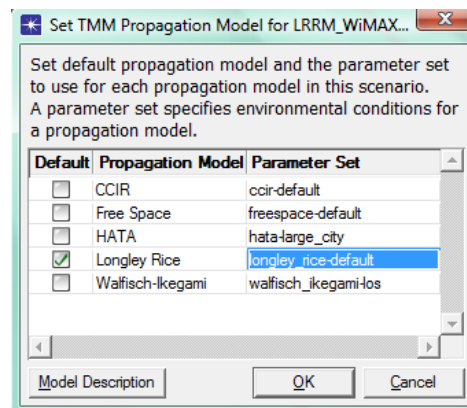 Set TMM Propagation Model for LRRM_WiMAX...
Set default propagation model and the parameter set
to use for each propagation model in this scenario.
A parameter set specifies environmental conditions for
a propagation model.
Default Propagation Model Parameter Set
CCIR ccir-default
Free Space freespace-default
HATA hata-large_city
Longley Rice longley_rice-default
Walfisch-Ikegami walfisch_ikegami-los
Model Description OK Cancel